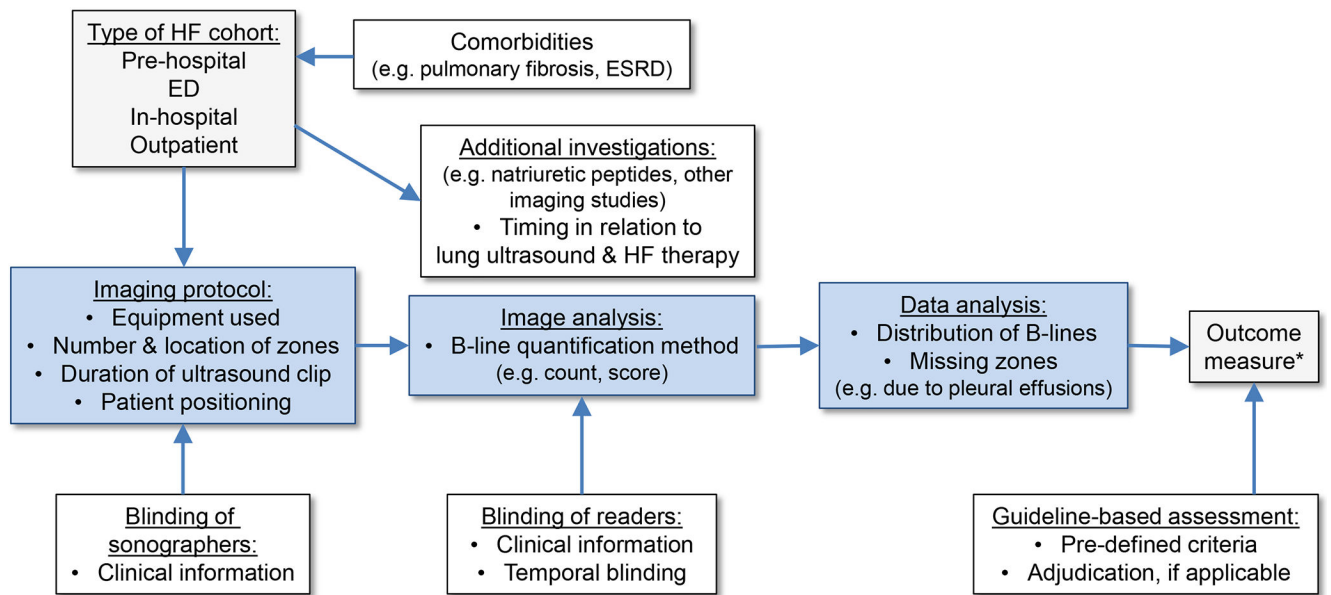 Type of HF cohort:
Pre-hospital
ED
In-hospital
Outpatient
Comorbidities
(e.g. pulmonary fibrosis, ESRD)
Additional investigations:
(e.g. natriuretic peptides, other
imaging studies)
• Timing in relation to
lung ultrasound & HF therapy
Imaging protocol:
• Equipment used
• Number & location of zones
• Duration of ultrasound clip
• Patient positioning
Image analysis:
• B-line quantification method
(e.g. count, score)
Data analysis:
• Distribution of B-lines
• Missing zones
(e.g. due to pleural effusions)
Outcome
measure*
Blinding of
sonographers:
• Clinical information
Blinding of readers:
• Clinical information
• Temporal blinding
Guideline-based assessment:
• Pre-defined criteria
• Adjudication, if applicable